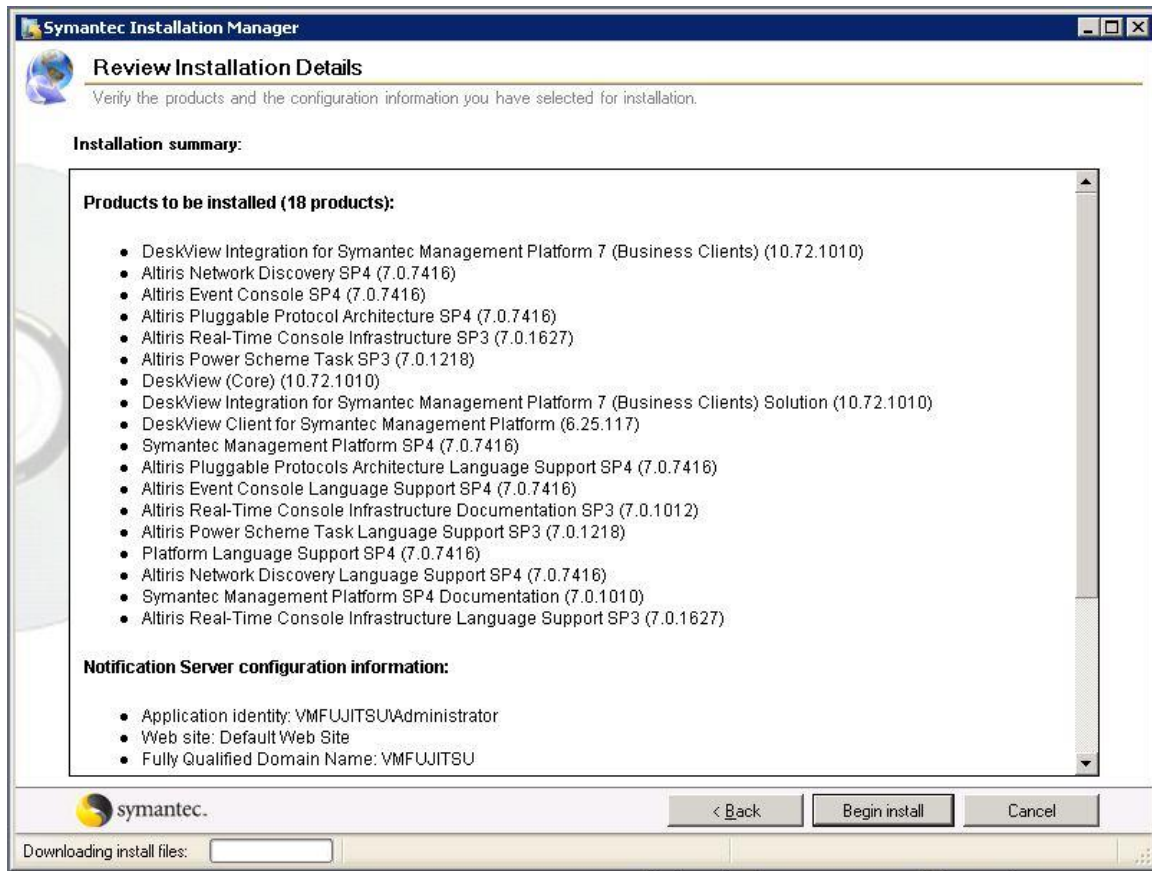 Symantec Installation Manager
Review Installation Details
Verify the products and the configuration information you have selected for installation.
Installation summary:
Products to be installed (18 products):
DeskView Integration for Symantec Management Platform 7 (Business Clients) (10.72.1010)
Altiris Network Discovery SP4 (7.0.7416)
Altiris Event Console SP4 (7.0.7416)
Altiris Pluggable Protocol Architecture SP4 (7.0.7416)
Altiris Real-Time Console Infrastructure SP3 (7.0.1627)
Altiris Power Scheme Task SP3 (7.0.1218)
DeskView (Core) (10.72.1010)
DeskView Integration for Symantec Management Platform 7 (Business Clients) Solution (10.72.1010)
DeskView Client for Symantec Management Platform (6.25.117)
Symantec Management Platform SP4 (7.0.7416)
Altiris Pluggable Protocols Architecture Language Support SP4 (7.0.7416)
Altiris Event Console Language Support SP4 (7.0.7416)
Altiris Real-Time Console Infrastructure Documentation SP3 (7.0.1012)
Altiris Power Scheme Task Language Support SP3 (7.0.1218)
Platform Language Support SP4 (7.0.7416)
Altiris Network Discovery Language Support SP4 (7.0.7416)
Symantec Management Platform SP4 Documentation (7.0.1010)
Altiris Real-Time Console Infrastructure Language Support SP3 (7.0.1627)
Notification Server configuration information:
Application identity: VMFUJITSU\Administrator
Web site: Default Web Site
Fully Qualified Domain Name: VMFUJITSU
symantec.
< Back
Begin install
Cancel
Downloading install files: